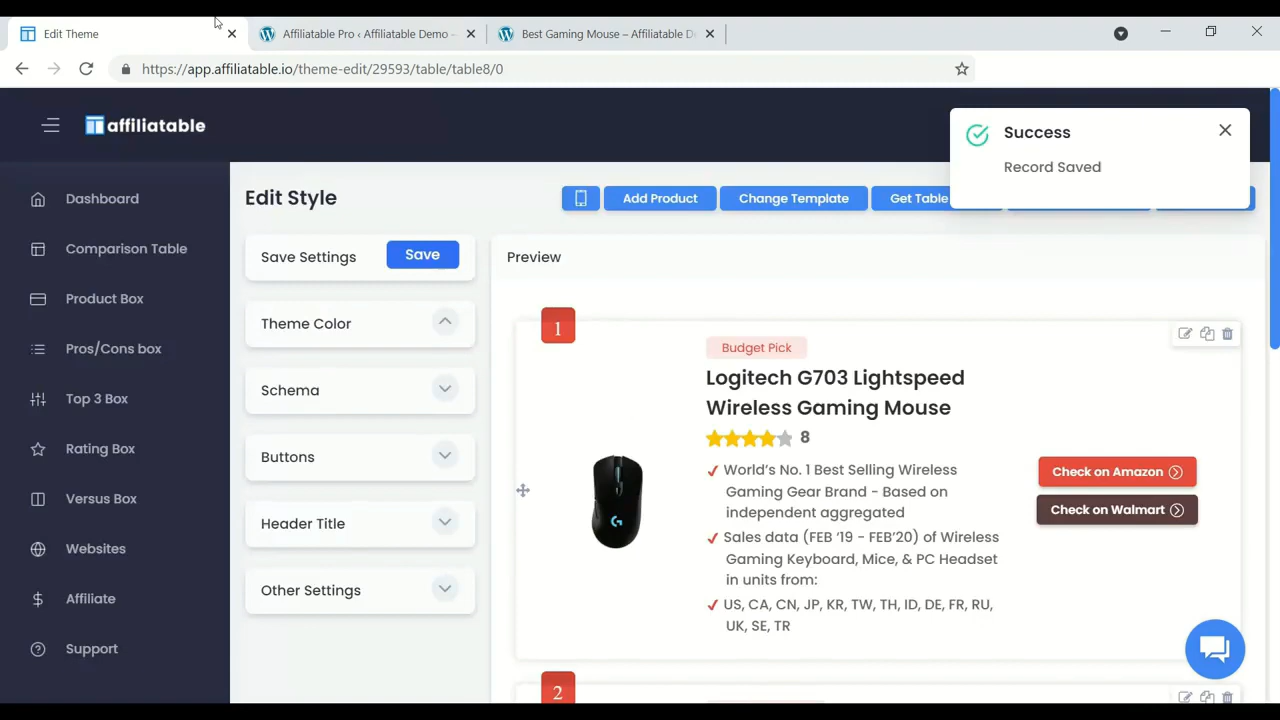 Edit Theme
Affiliatable Pro ‹ Affiliatable Demo –
Best Gaming Mouse – Affiliatable De
https://app.affiliatable.io/theme-edit/29593/table/table8/0
affiliatable
Success
Record Saved
Dashboard
Comparison Table
Product Box
Pros/Cons box
Top 3 Box
Rating Box
Versus Box
Websites
Affiliate
Support
Edit Style
Add Product
Change Template
Get Table
Save Settings
Save
Theme Color
Schema
Buttons
Header Title
Other Settings
Preview
1
Budget Pick
Logitech G703 Lightspeed
Wireless Gaming Mouse
8
World's No. 1 Best Selling Wireless
Gaming Gear Brand - Based on
independent aggregated
Sales data (FEB '19 - FEB'20) of Wireless
Gaming Keyboard, Mice, & PC Headset
in units from:
US, CA, CN, JP, KR, TW, TH, ID, DE, FR, RU,
UK, SE, TR
Check on Amazon
Check on Walmart
G
2